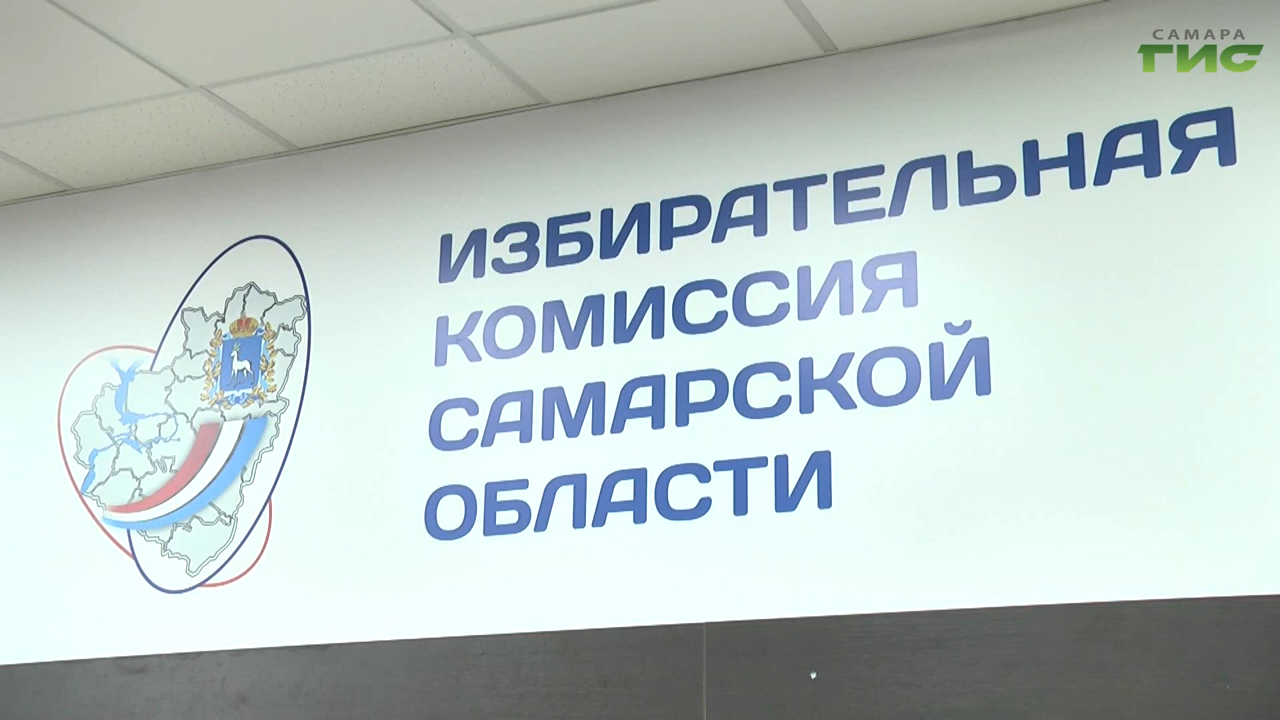 САМАРА
ГИС
ИЗБИРАТЕЛЬНАЯ
КОМИССИЯ
САМАРСКОЙ
ОБЛАСТИ